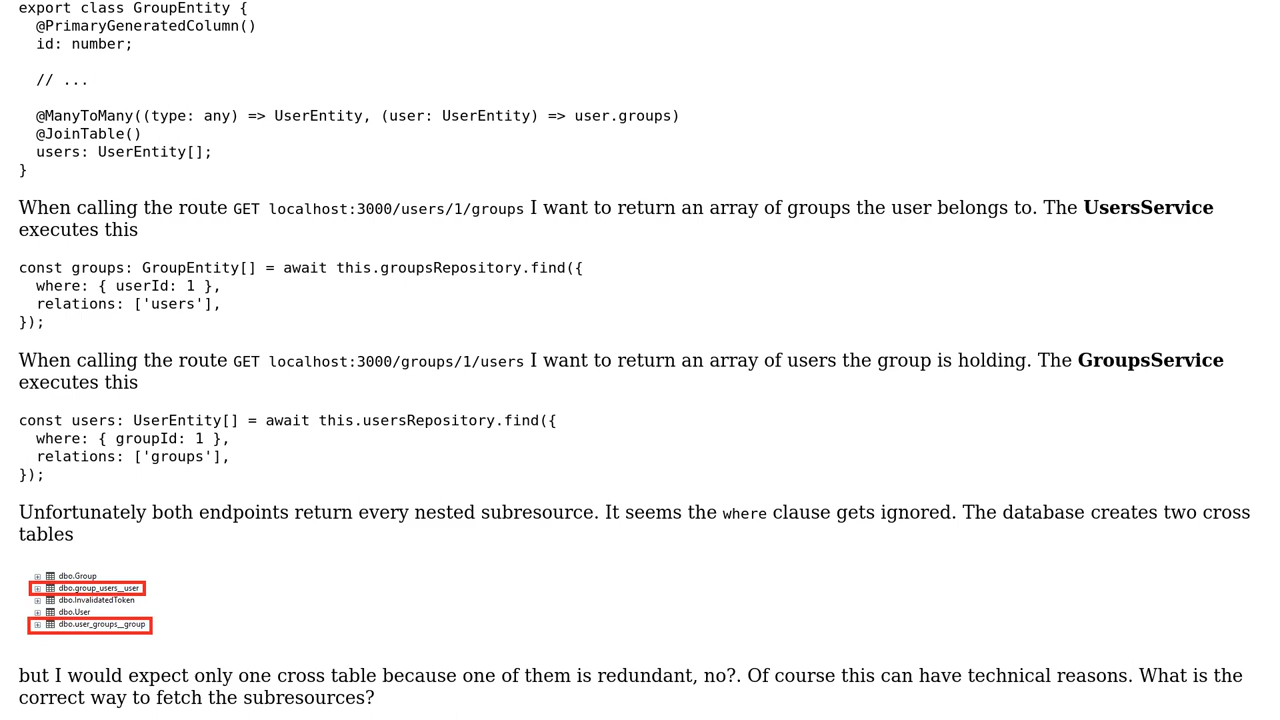 export class GroupEntity {
  @PrimaryGeneratedColumn()
  id: number;

  // ...

  @ManyToMany((type: any) => UserEntity, (user: UserEntity) => user.groups)
  @JoinTable()
  users: UserEntity[];
}
When calling the route GET localhost:3000/users/1/groups I want to return an array of groups the user belongs to. The UsersService
executes this
const groups: GroupEntity[] = await this.groupsRepository.find({
  where: { userId: 1 },
  relations: ['users'],
});
When calling the route GET localhost:3000/groups/1/users I want to return an array of users the group is holding. The GroupsService
executes this
const users: UserEntity[] = await this.usersRepository.find({
  where: { groupId: 1 },
  relations: ['groups'],
});
Unfortunately both endpoints return every nested subresource. It seems the where clause gets ignored. The database creates two cross
tables
dbo.Group
dbo.group_users__user
dbo.InvalidatedToken
dbo.User
dbo.user_groups__group
but I would expect only one cross table because one of them is redundant, no?. Of course this can have technical reasons. What is the
correct way to fetch the subresources?